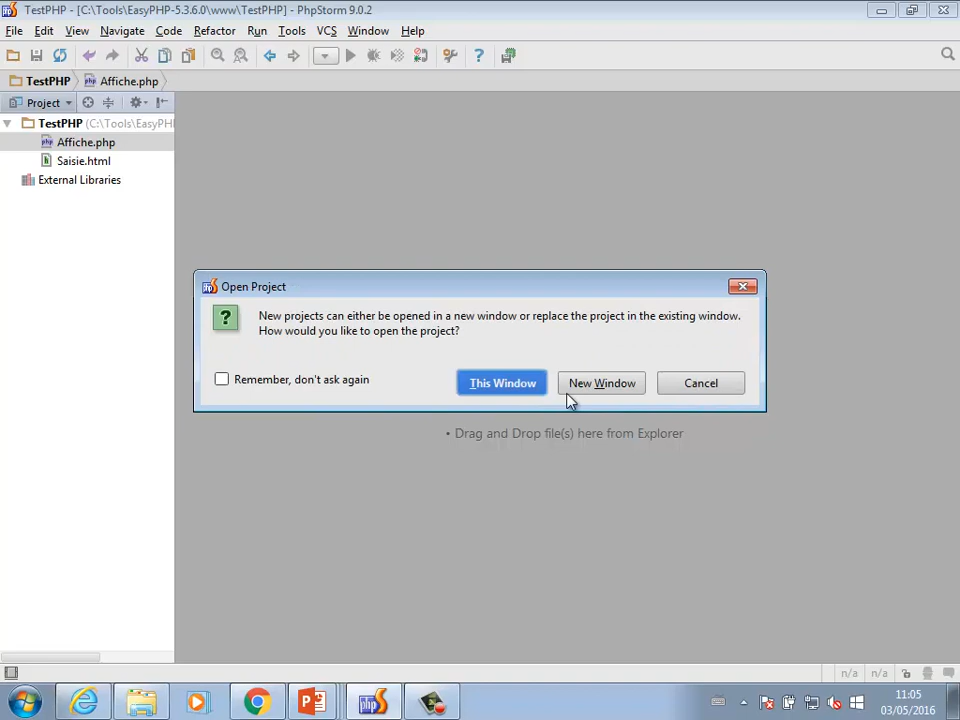 TestPHP - [C:\Tools\EasyPHP-5.3.6.0\www\TestPHP] - PhpStorm 9.0.2
File Edit View Navigate Code Refactor Run Tools VCS Window Help
TestPHP Affiche.php
Project
TestPHP (C:\Tools\EasyPH
Affiche.php
Saisie.html
External Libraries
Open Project
New projects can either be opened in a new window or replace the project in the existing window.
How would you like to open the project?
Remember, don't ask again
This Window New Window Cancel
• Drag and Drop file(s) here from Explorer
n/a n/a
11:05
03/05/2016